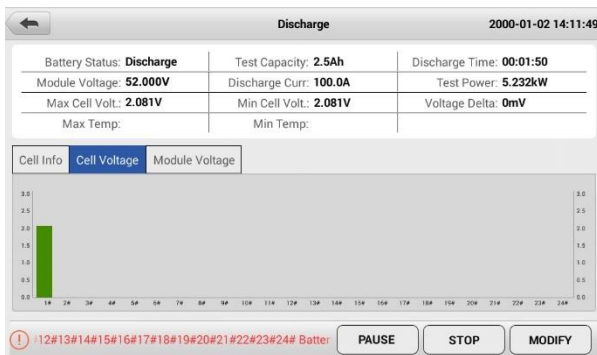 Discharge 2000-01-02 14:11:49
Battery Status: Discharge Test Capacity: 2.5Ah Discharge Time: 00:01:50
Module Voltage: 52.000V Discharge Curr: 100.0A Test Power: 5.232kW
Max Cell Volt.: 2.081V Min Cell Volt.: 2.081V Voltage Delta: 0mV
Max Temp: Min Temp:
Cell Info Cell Voltage Module Voltage
3.0 3.0
2.5 2.5
2.0 2.0
1.5 1.5
1.0 1.0
0.5 0.5
0.0 0.0
1# 2# 3# 4# 5# 6# 7# 8# 9# 10# 11# 12# 13# 14# 15# 16# 17# 18# 19# 20# 21# 22# 23# 24#
12#13#14#15#16#17#18#19#20#21#22#23#24# Batter PAUSE STOP MODIFY